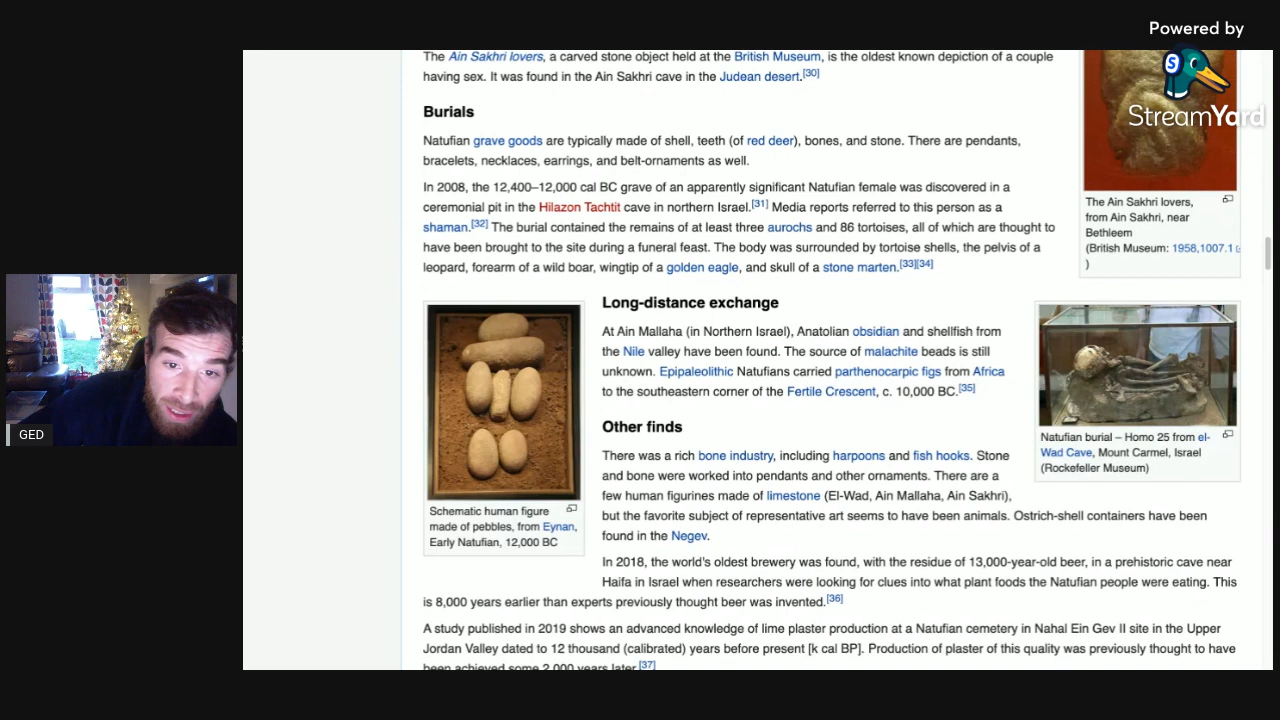 Powered by
StreamYard
The Ain Sakhri lovers, a carved stone object held at the British Museum, is the oldest known depiction of a couple
having sex. It was found in the Ain Sakhri cave in the Judean desert.[30]
Burials
Natufian grave goods are typically made of shell, teeth (of red deer), bones, and stone. There are pendants,
bracelets, necklaces, earrings, and belt-ornaments as well.
In 2008, the 12,400–12,000 cal BC grave of an apparently significant Natufian female was discovered in a
ceremonial pit in the Hilazon Tachtit cave in northern Israel.[31] Media reports referred to this person as a
shaman.[32] The burial contained the remains of at least three aurochs and 86 tortoises, all of which are thought to
have been brought to the site during a funeral feast. The body was surrounded by tortoise shells, the pelvis of a
leopard, forearm of a wild boar, wingtip of a golden eagle, and skull of a stone marten.[33][34]
The Ain Sakhri lovers,
from Ain Sakhri, near
Bethleem
(British Museum: 1958,1007.1
)
Long-distance exchange
At Ain Mallaha (in Northern Israel), Anatolian obsidian and shellfish from
the Nile valley have been found. The source of malachite beads is still
unknown. Epipaleolithic Natufians carried parthenocarpic figs from Africa
to the southeastern corner of the Fertile Crescent, c. 10,000 BC.[35]
Other finds
There was a rich bone industry, including harpoons and fish hooks. Stone
and bone were worked into pendants and other ornaments. There are a
few human figurines made of limestone (El-Wad, Ain Mallaha, Ain Sakhri),
but the favorite subject of representative art seems to have been animals. Ostrich-shell containers have been
found in the Negev.
In 2018, the world's oldest brewery was found, with the residue of 13,000-year-old beer, in a prehistoric cave near
Haifa in Israel when researchers were looking for clues into what plant foods the Natufian people were eating. This
is 8,000 years earlier than experts previously thought beer was invented.[36]
A study published in 2019 shows an advanced knowledge of lime plaster production at a Natufian cemetery in Nahal Ein Gev II site in the Upper
Jordan Valley dated to 12 thousand (calibrated) years before present [k cal BP]. Production of plaster of this quality was previously thought to have
been achieved some 2,000 years later.[37]
Schematic human figure
made of pebbles, from Eynan,
Early Natufian, 12,000 BC
Natufian burial – Homo 25 from el-
Wad Cave, Mount Carmel, Israel
(Rockefeller Museum)
GED